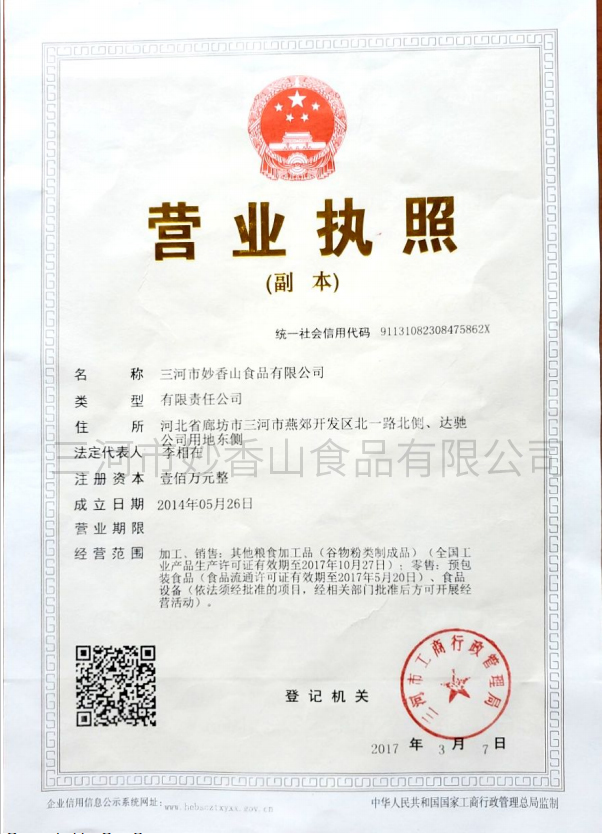 营业执照
(副 本)
统一社会信用代码 91131082308475862X
名 称 三河市妙香山食品有限公司
类 型 有限责任公司
住 所 河北省廊坊市三河市燕郊开发区北一路北侧、达驰
公司用地东侧
三河市妙香山食品有限公司
法定代表人 李相在
注册资本 壹佰万元整
成立日期 2014年05月26日
营业期限
经营范围 加工、销售：其他粮食加工品（谷物粉类制成品）（全国工
业产品生产许可证有效期至2017年10月27日）；零售：预包
装食品（食品流通许可证有效期至2017年5月20日）、食品
设备（依法须经批准的项目，经相关部门批准后方可开展经
营活动）。
三河市工商行政管理局
登记机关
2017 年 3月 7日
企业信用信息公示系统网址：
中华人民共和国国家工商行政管理总局监制